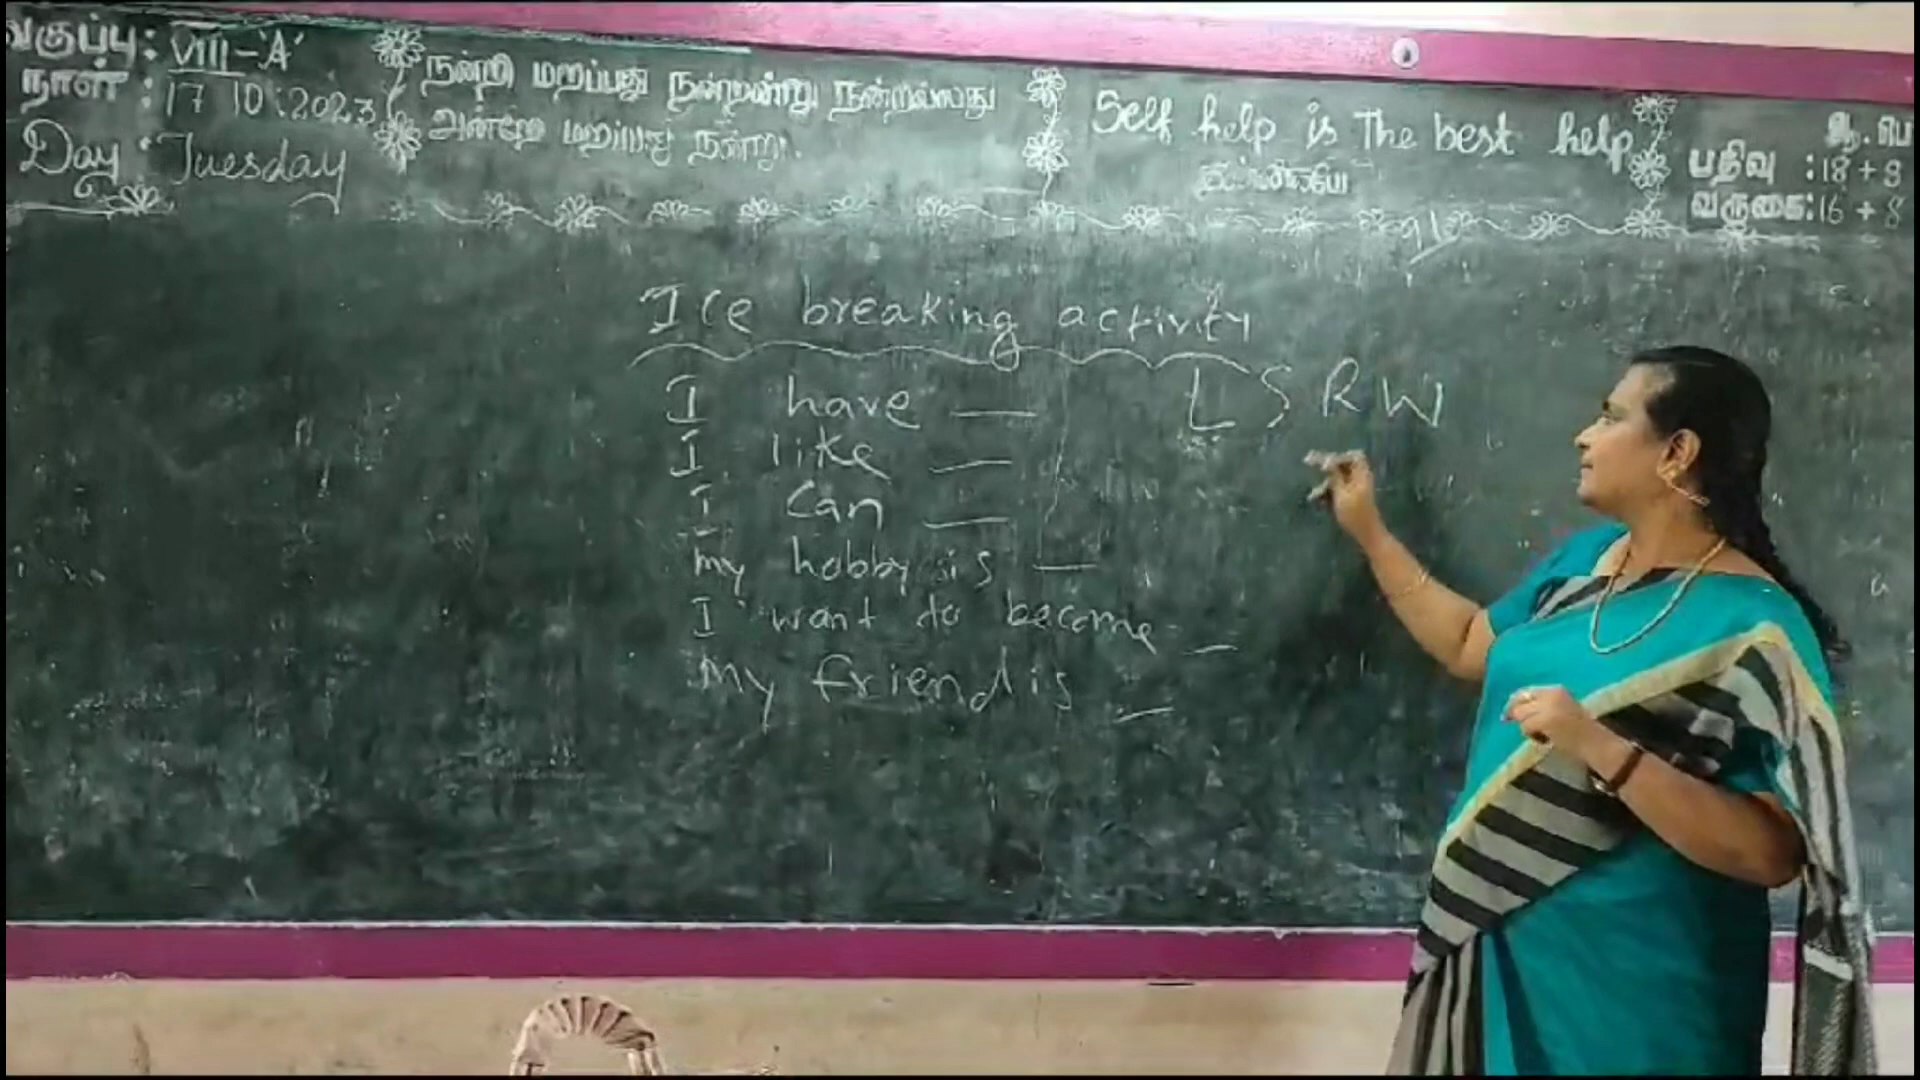 வகுப்பு: VIII-'A'
நாள் : 17 10:2023
Day : Tuesday
நன்றி மறப்பது நன்றன்று நன்றல்லது
அன்றே மறப்பது நன்று.
Self help is The best help
ஆ. பெ
பதிவு : 18 + 8
வருகை: 16 + 8
Ice breaking activity
I have —
I like —
I Can —
my hobby is —
I want to become —
My friend is —
L S R W